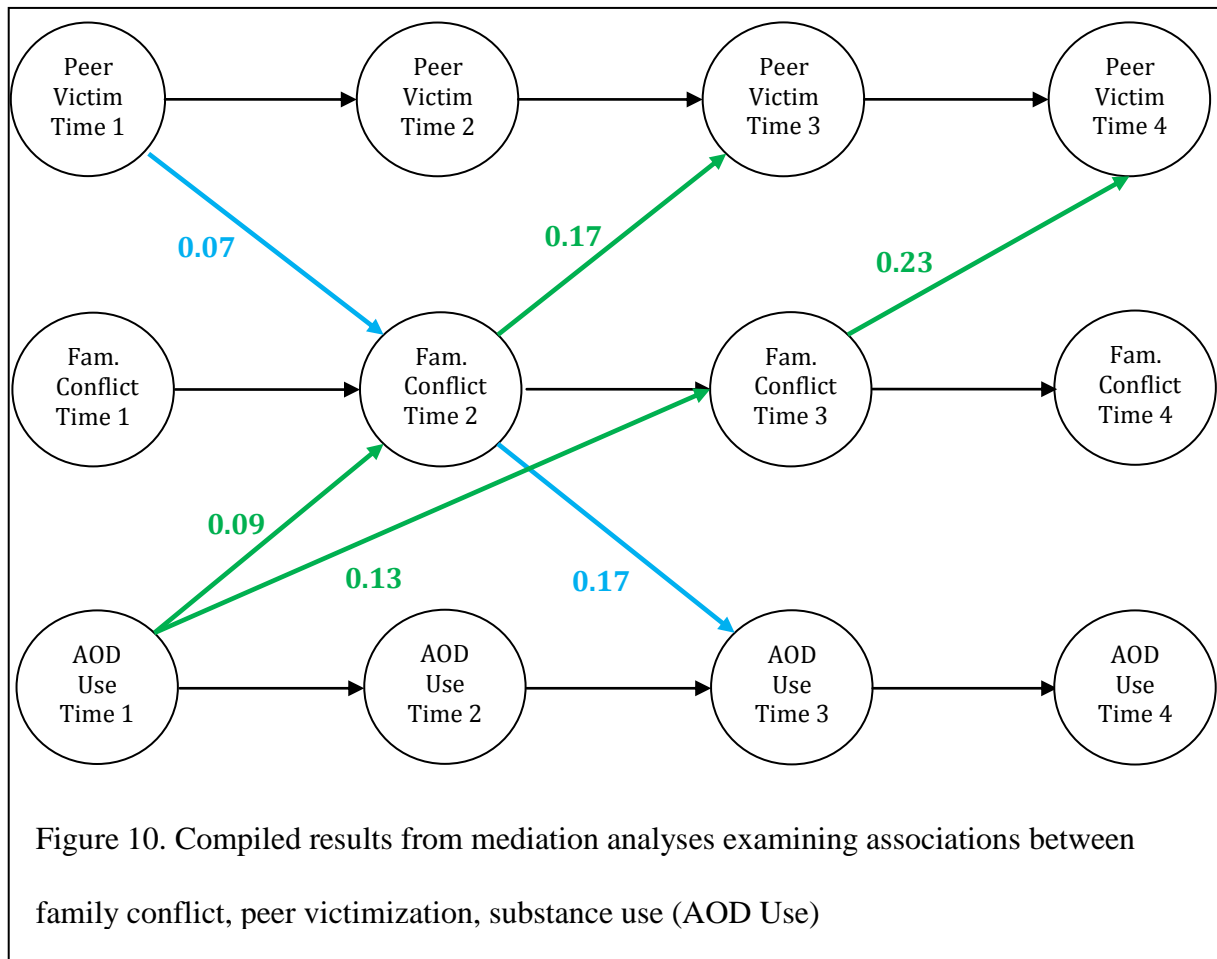 Peer
Victim
Time 1
Peer
Victim
Time 2
Peer
Victim
Time 3
Peer
Victim
Time 4
0.07
0.17
0.23
Fam.
Conflict
Time 1
Fam.
Conflict
Time 2
Fam.
Conflict
Time 3
Fam.
Conflict
Time 4
0.09
0.13
0.17
AOD
Use
Time 1
AOD
Use
Time 2
AOD
Use
Time 3
AOD
Use
Time 4
Figure 10. Compiled results from mediation analyses examining associations between
family conflict, peer victimization, substance use (AOD Use)